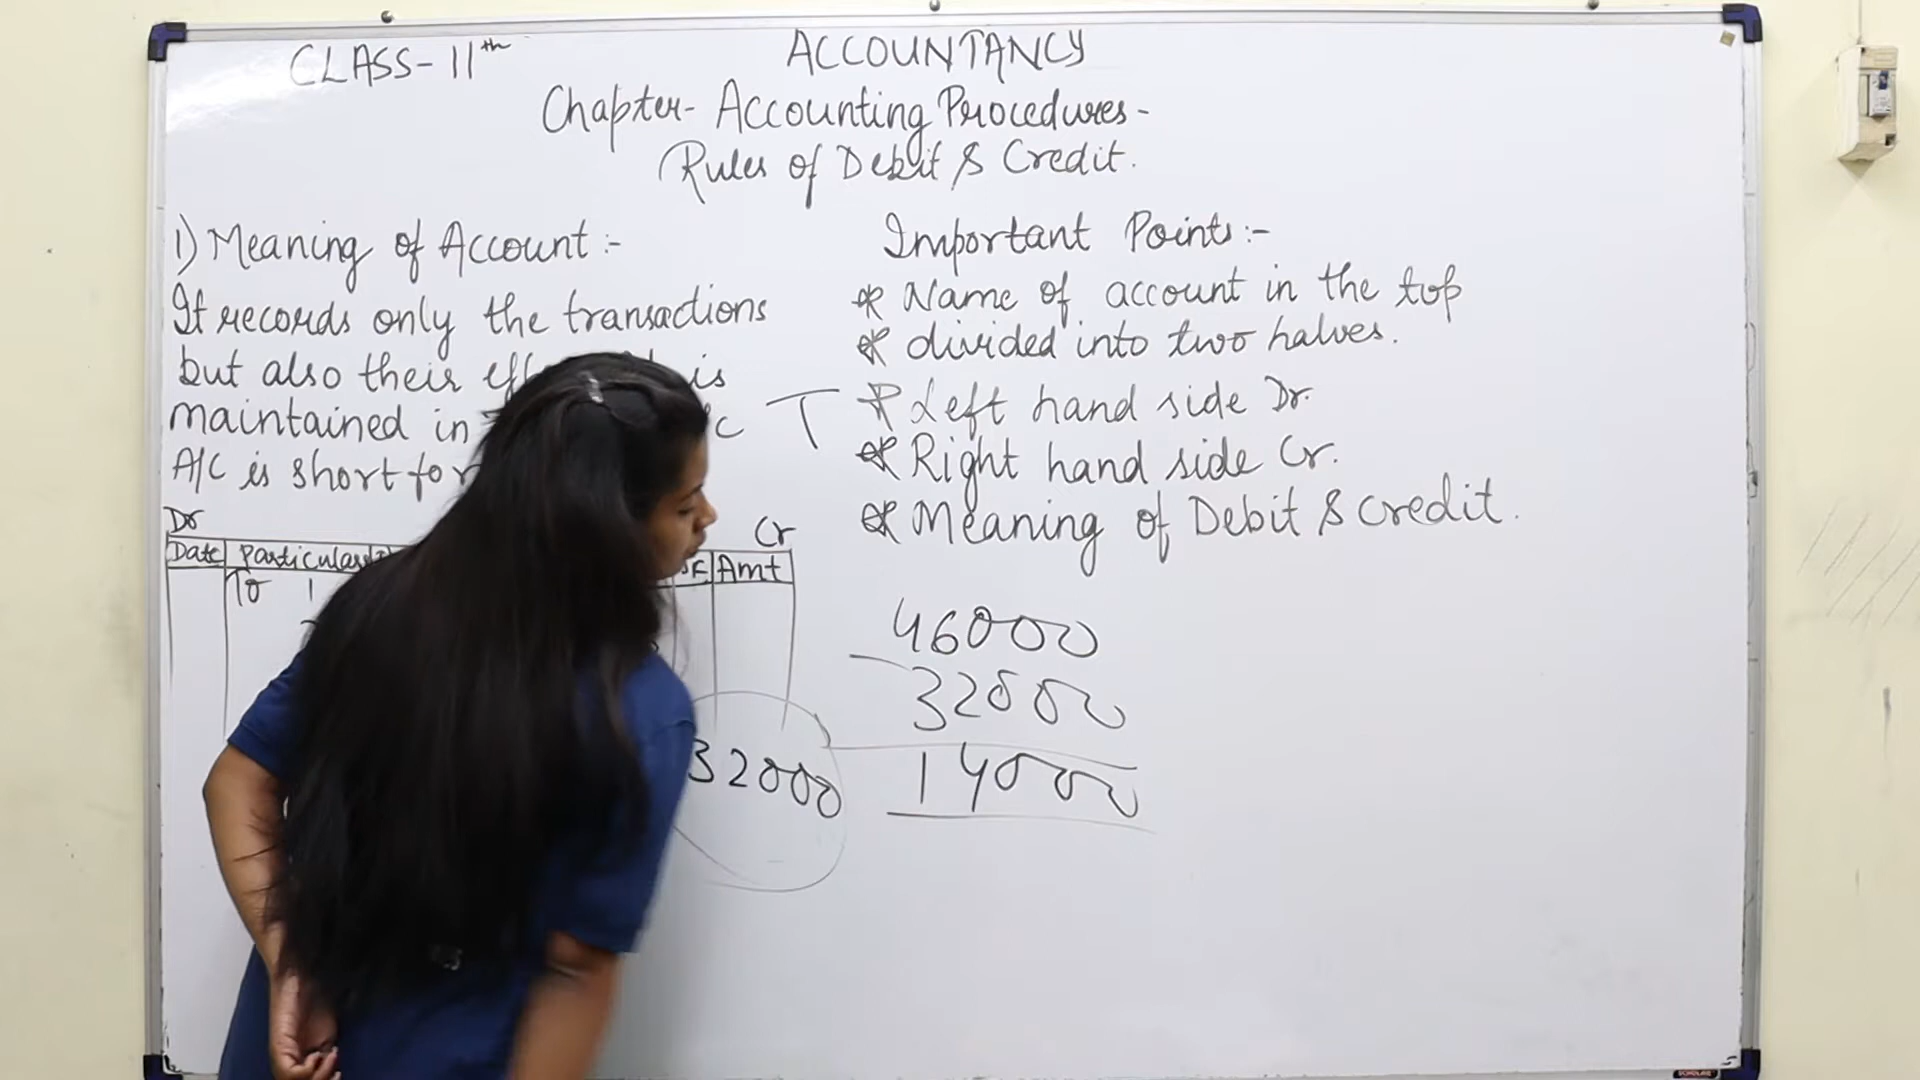 CLASS-11th
ACCOUNTANCY
Chapter- Accounting Procedures-
Rules of Debit & Credit.
1) Meaning of Account :-
It records only the transactions
but also their is
maintained in
A/C is short for
Dr Cr
Date Particulars Amt
To
32000
Important Points:-
* Name of account in the top
* divided into two halves.
T * Left hand side Dr.
* Right hand side Cr.
* Meaning of Debit & Credit.
46000
32000
14000